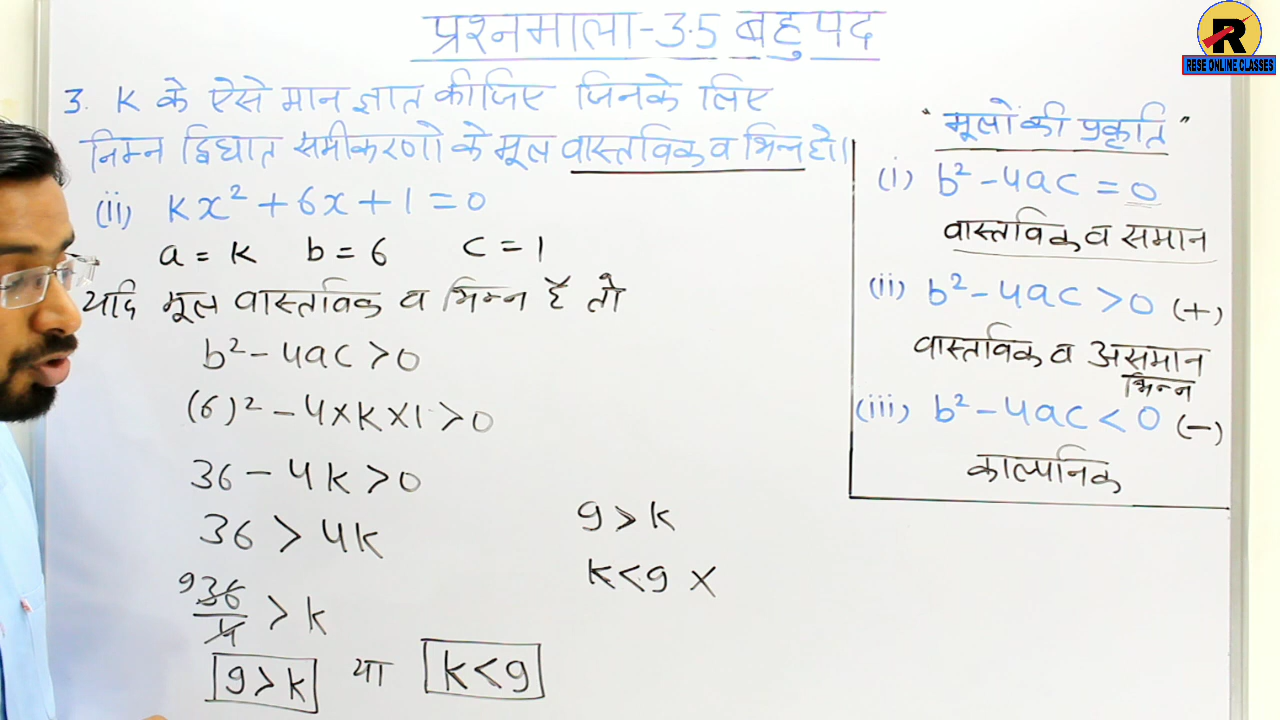 प्रश्नमाला-3.5 बहुपद
R
RESE ONLINE CLASSES
3. K के ऐसे मान ज्ञात कीजिए जिनके लिए
निम्न द्विघात समीकरणो के मूल वास्तविक व भिन्न हो।
(ii) Kx² + 6x + 1 = 0
a = K b = 6 c = 1
यदि मूल वास्तविक व भिन्न है तो
b² - 4ac > 0
(6)² - 4×K×1 > 0
36 - 4K > 0
36 > 4K
9 36/4 > K
9 > K या K < 9
9 > K
K < 9 ×
"मूलों की प्रकृति"
(i) b² - 4ac = 0
वास्तविक व समान
(ii) b² - 4ac > 0 (+)
वास्तविक व असमान
भिन्न
(iii) b² - 4ac < 0 (-)
काल्पनिक